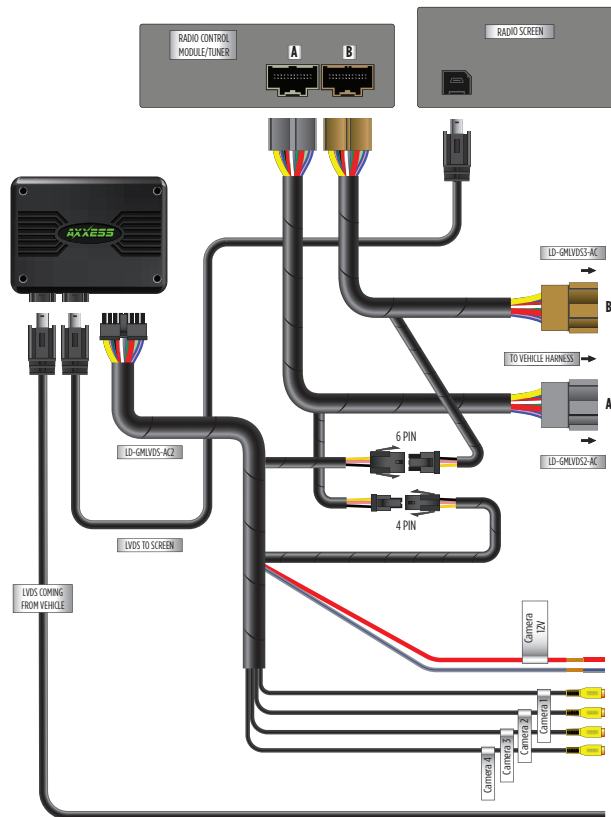 RADIO CONTROL
MODULE/TUNER
A
B
RADIO SCREEN
AXXESS
LD-GMLVDS3-AC
B
TO VEHICLE HARNESS
A
LD-GMLVDS2-AC
6 PIN
LD-GMLVDS-AC2
4 PIN
LVDS TO SCREEN
LVDS COMING
FROM VEHICLE
Camera
12V
Camera 1
Camera 2
Camera 3
Camera 4